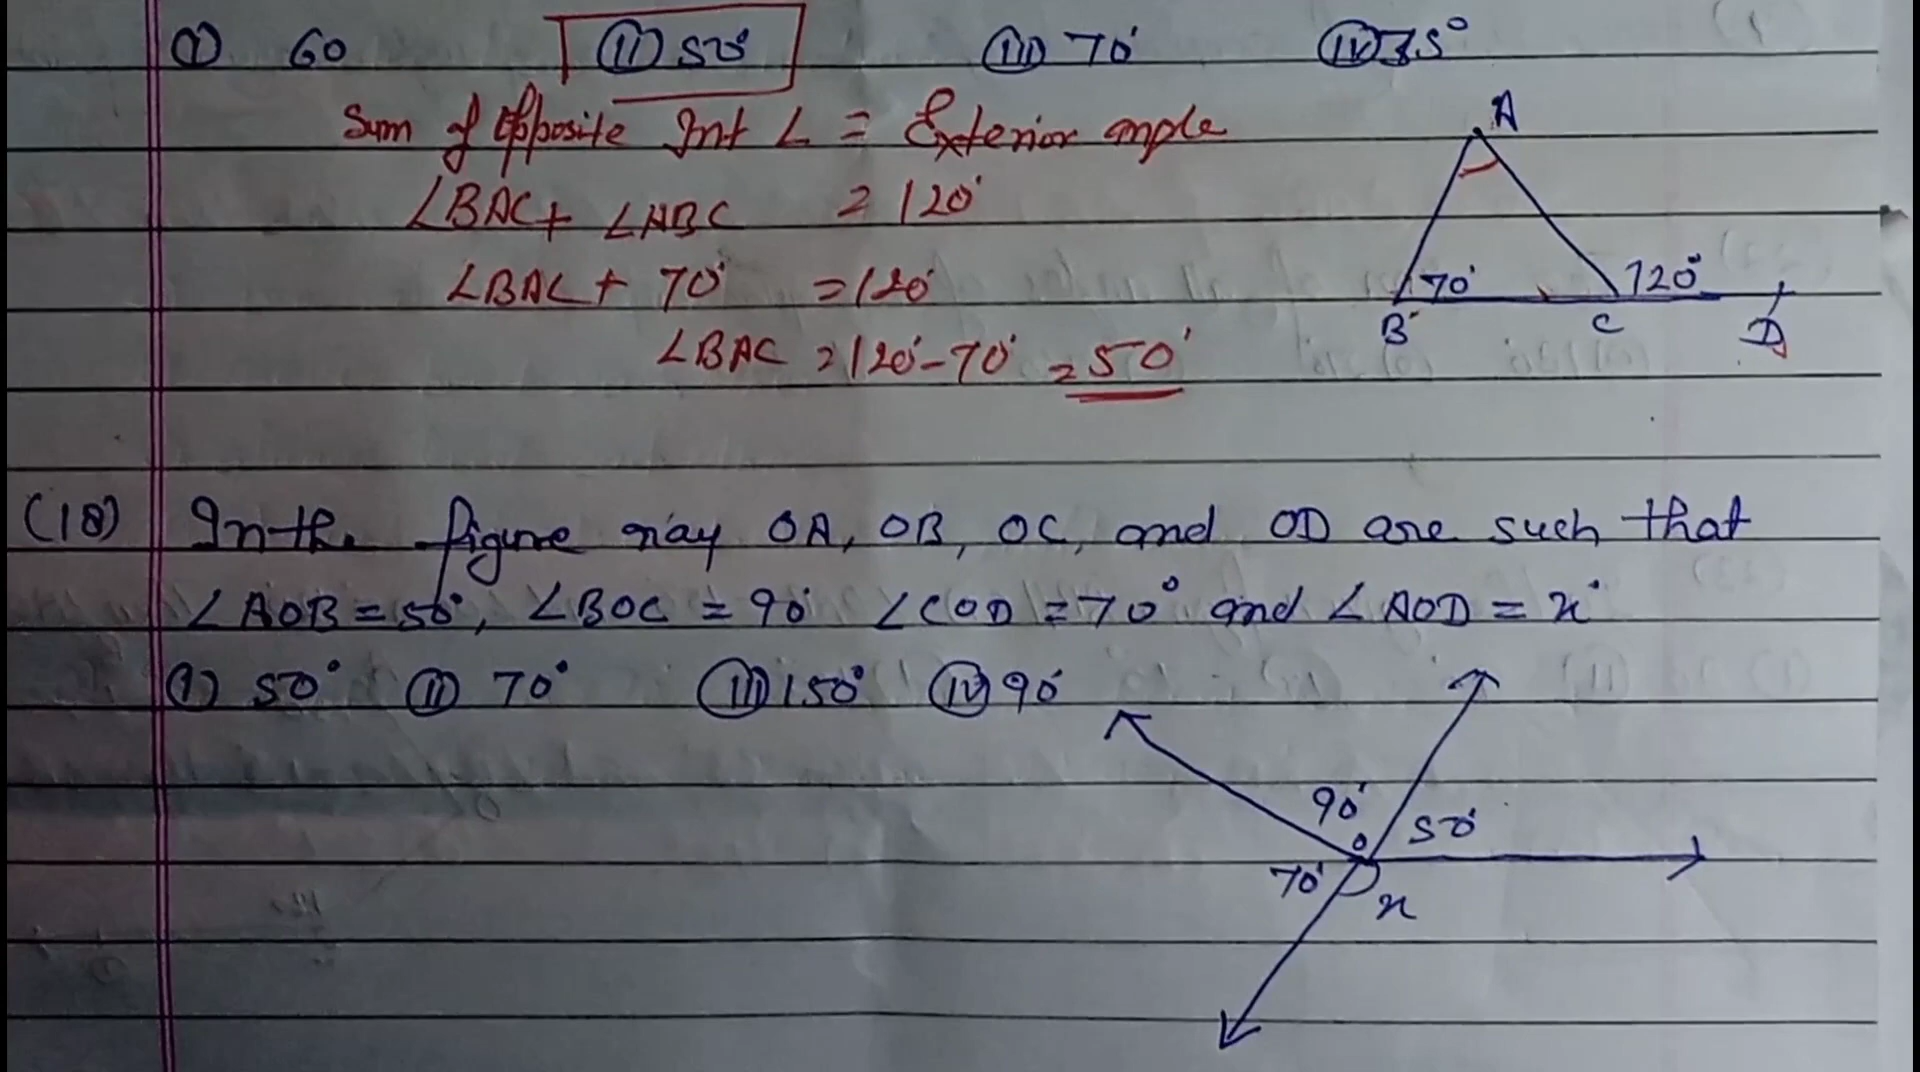 (i) 60 (ii) 50° (iii) 70° (iv) 35°
Sum of opposite Int ∠ = Exterior angle
∠BAC + ∠ABC = 120°
∠BAC + 70° = 120°
∠BAC = 120° - 70° = 50°
A
70° 120°
B C D
(18) In the figure ray OA, OB, OC, and OD are such that
∠AOB = 50°, ∠BOC = 90° ∠COD = 70° and ∠AOD = x°
(i) 50° (ii) 70° (iii) 150° (iv) 90°
90° 50°
O
70° x